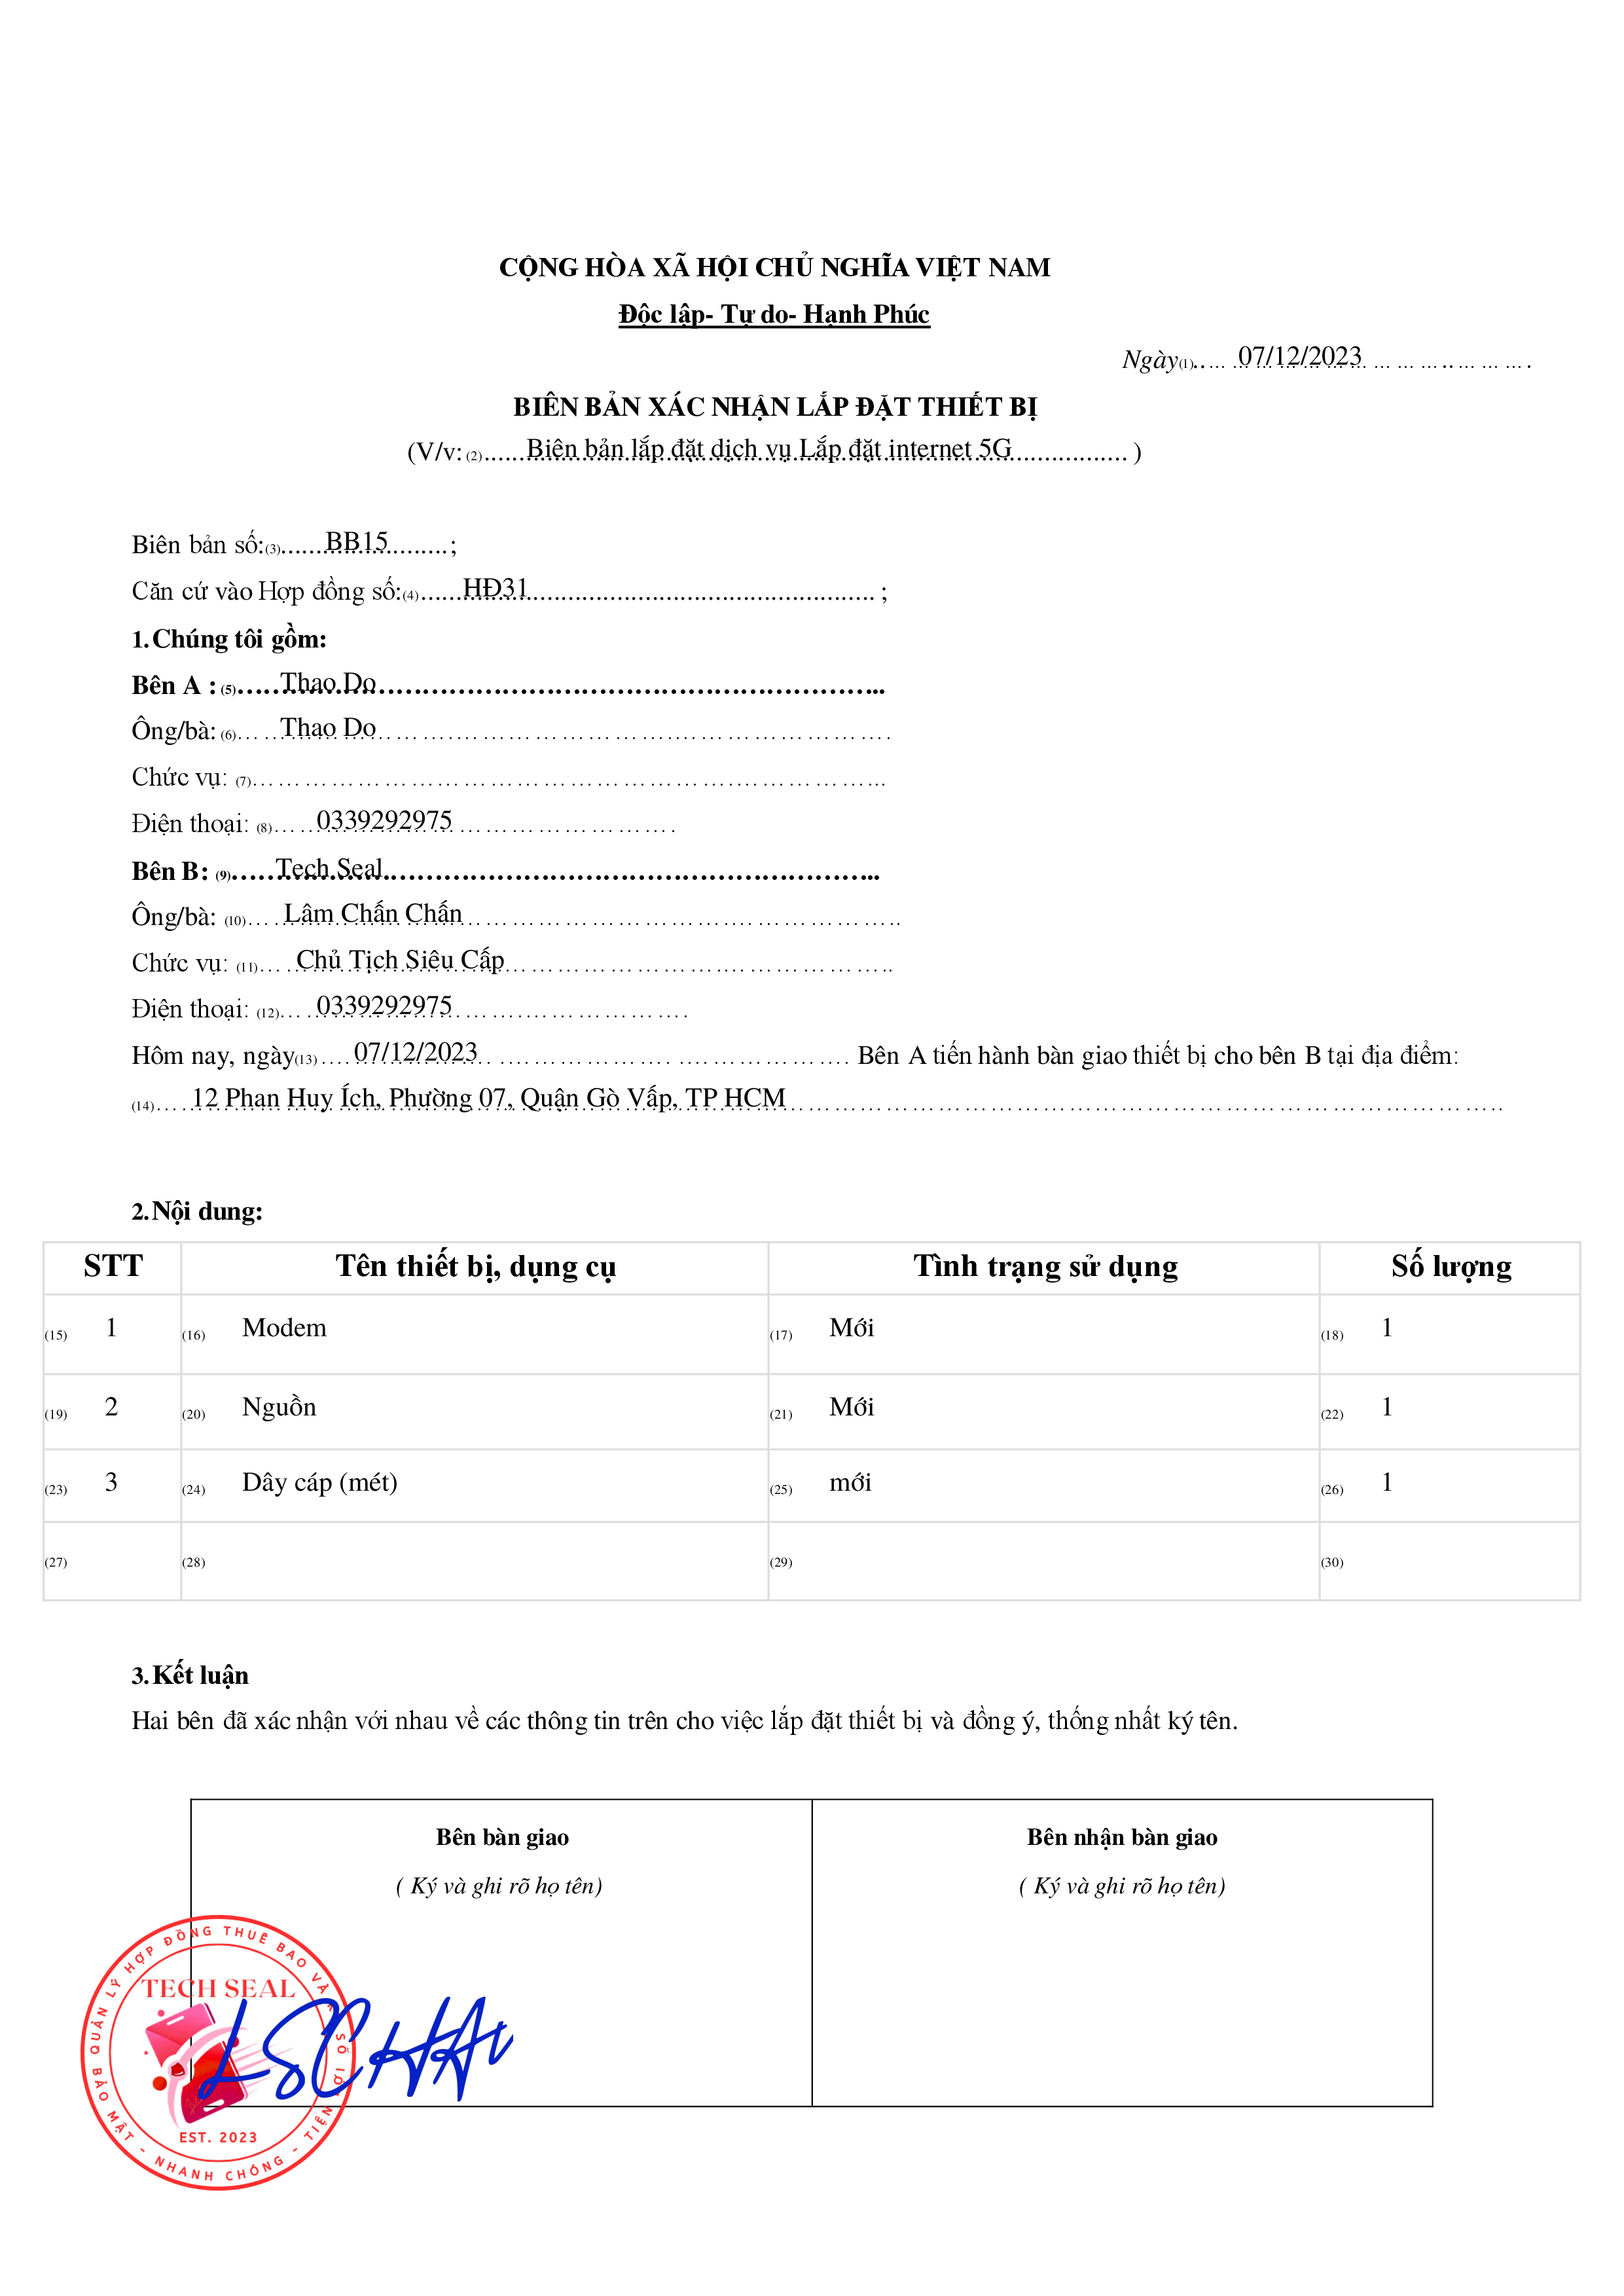 CỘNG HÒA XÃ HỘI CHỦ NGHĨA VIỆT NAM
Độc lập- Tự do- Hạnh Phúc
Ngày(1)..… 07/12/2023 …
BIÊN BẢN XÁC NHẬN LẮP ĐẶT THIẾT BỊ
(V/v: (2)...... Biên bản lắp đặt dịch vụ Lắp đặt internet 5G ................ )
Biên bản số:(3)...... BB15 ........;
Căn cứ vào Hợp đồng số:(4)...... HĐ31 ........................ ;
1.Chúng tôi gồm:
Bên A : (5)…… Thao Do ………………..
Ông/bà: (6)…… Thao Do ……………….
Chức vụ: (7)……………………………...
Điện thoại: (8)…… 0339292975 ……………….
Bên B: (9)…… Tech Seal ………………..
Ông/bà: (10)…… Lâm Chấn Chấn ………………..
Chức vụ: (11)…… Chủ Tịch Siêu Cấp ………………..
Điện thoại: (12)…… 0339292975 ……………….
Hôm nay, ngày(13) …… 07/12/2023 ………………. Bên A tiến hành bàn giao thiết bị cho bên B tại địa điểm:
(14)…… 12 Phan Huy Ích, Phường 07, Quận Gò Vấp, TP HCM ………………..
2.Nội dung:
STT Tên thiết bị, dụng cụ Tình trạng sử dụng Số lượng
(15) 1 (16) Modem (17) Mới (18) 1
(19) 2 (20) Nguồn (21) Mới (22) 1
(23) 3 (24) Dây cáp (mét) (25) mới (26) 1
(27) (28) (29) (30)
3.Kết luận
Hai bên đã xác nhận với nhau về các thông tin trên cho việc lắp đặt thiết bị và đồng ý, thống nhất ký tên.
Bên bàn giao Bên nhận bàn giao
( Ký và ghi rõ họ tên) ( Ký và ghi rõ họ tên)
QUẢN LÝ HỢP ĐỒNG THUÊ BAO VÀ SỐ
TECH SEAL
EST. 2023
BẢO MẬT - NHANH CHÓNG - TIỆN LỢI